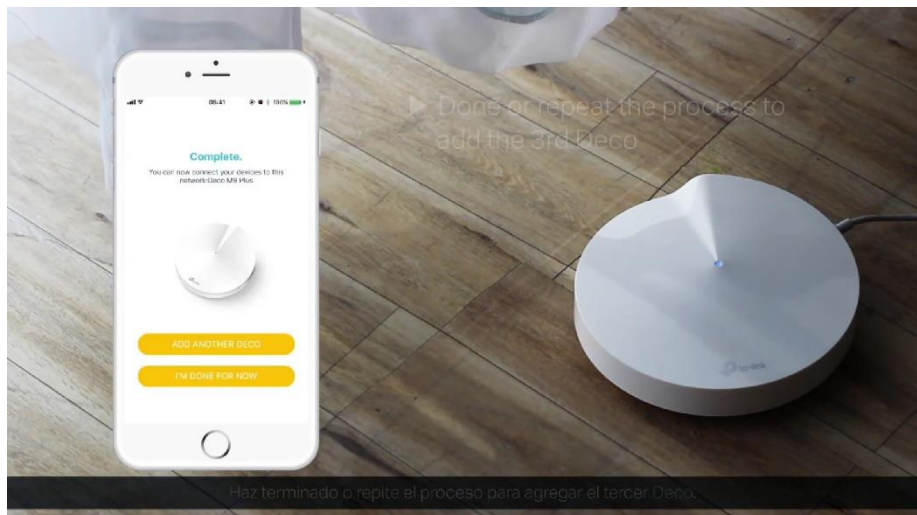 08:41
100%
Complete.
You can now connect your devices to this
network:Deco M9 Plus
ADD ANOTHER DECO
I'M DONE FOR NOW
Done or repeat the process to
add the 3rd Deco
tp-link
Haz terminado o repite el proceso para agregar el tercer Deco.